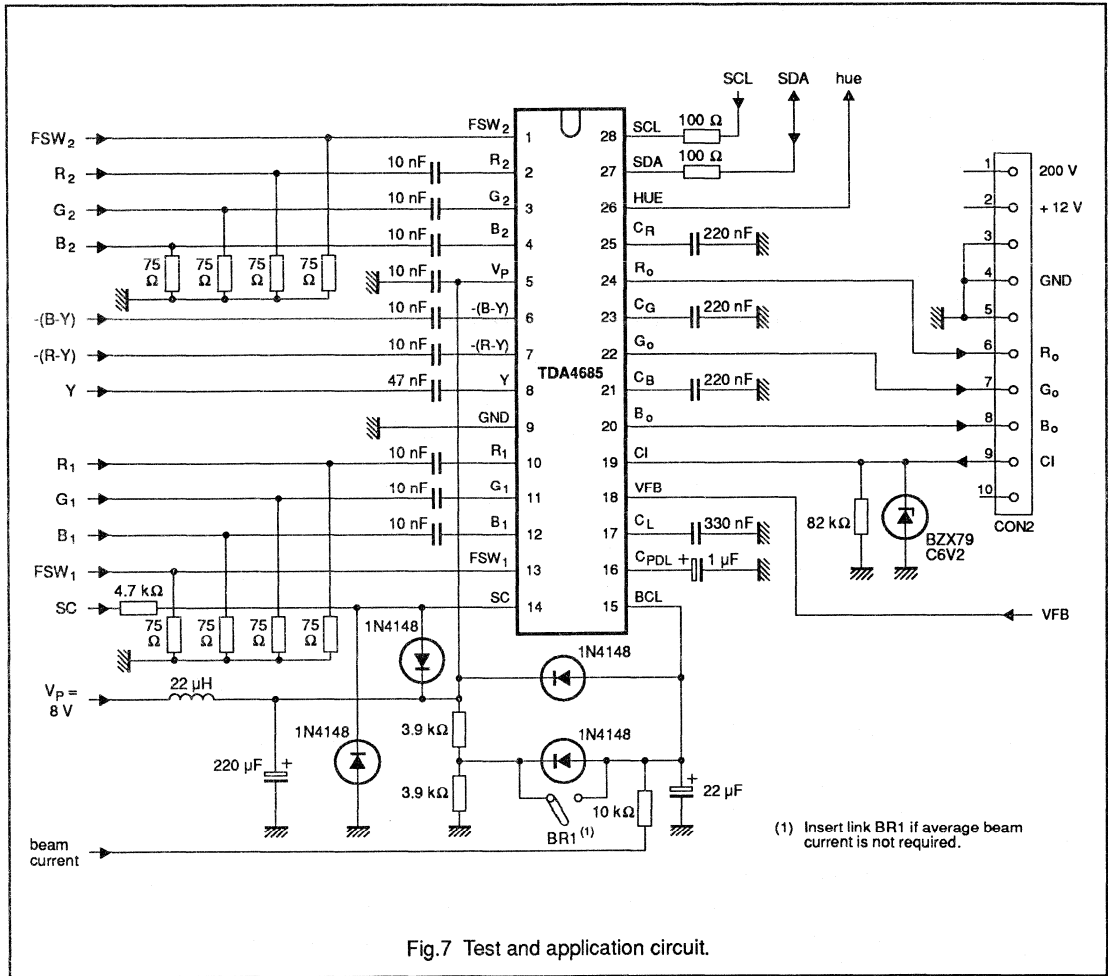 SCL SDA hue
FSW2 FSW2 1 28 SCL 100 Ω
R2 10 nF R2 2 27 SDA 100 Ω 1 200 V
G2 10 nF G2 3 26 HUE 2 + 12 V
B2 10 nF B2 4 25 CR 220 nF 3
75 Ω 75 Ω 75 Ω 75 Ω 10 nF VP 5 24 Ro 4 GND
-(B-Y) 10 nF -(B-Y) 6 23 CG 220 nF 5
-(R-Y) 10 nF -(R-Y) 7 22 Go 6 Ro
TDA4685
Y 47 nF Y 8 21 CB 220 nF 7 Go
GND 9 20 Bo 8 Bo
R1 10 nF R1 10 19 CI 9 CI
G1 10 nF G1 11 18 VFB 10
CON2
B1 10 nF B1 12 17 CL 330 nF 82 kΩ BZX79 C6V2
FSW1 FSW1 13 16 CPDL + 1 µF
SC 4.7 kΩ SC 14 15 BCL VFB
75 Ω 75 Ω 75 Ω 75 Ω 1N4148 1N4148
VP = 8 V 22 µH
1N4148 3.9 kΩ 1N4148
220 µF + 3.9 kΩ 10 kΩ + 22 µF
BR1 (1)
beam current
(1) Insert link BR1 if average beam
current is not required.
Fig.7 Test and application circuit.